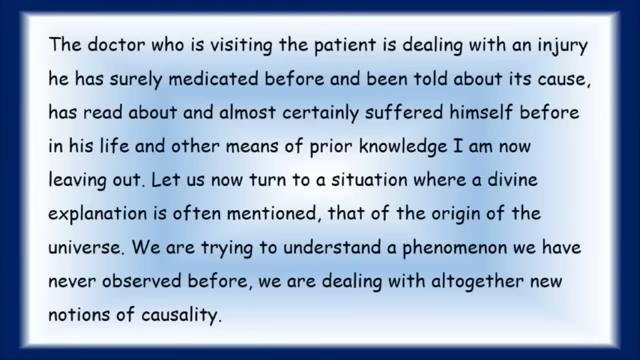 The doctor who is visiting the patient is dealing with an injury
he has surely medicated before and been told about its cause,
has read about and almost certainly suffered himself before
in his life and other means of prior knowledge I am now
leaving out. Let us now turn to a situation where a divine
explanation is often mentioned, that of the origin of the
universe. We are trying to understand a phenomenon we have
never observed before, we are dealing with altogether new
notions of causality.